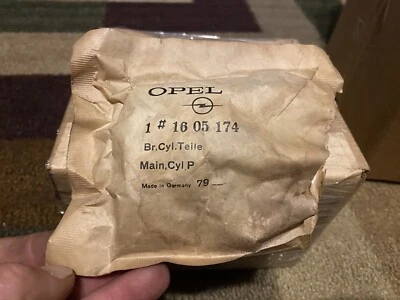 OPEL
1 # 16 05 174
Br.Cyl.Teile
Main,Cyl P
Made in Germany 79